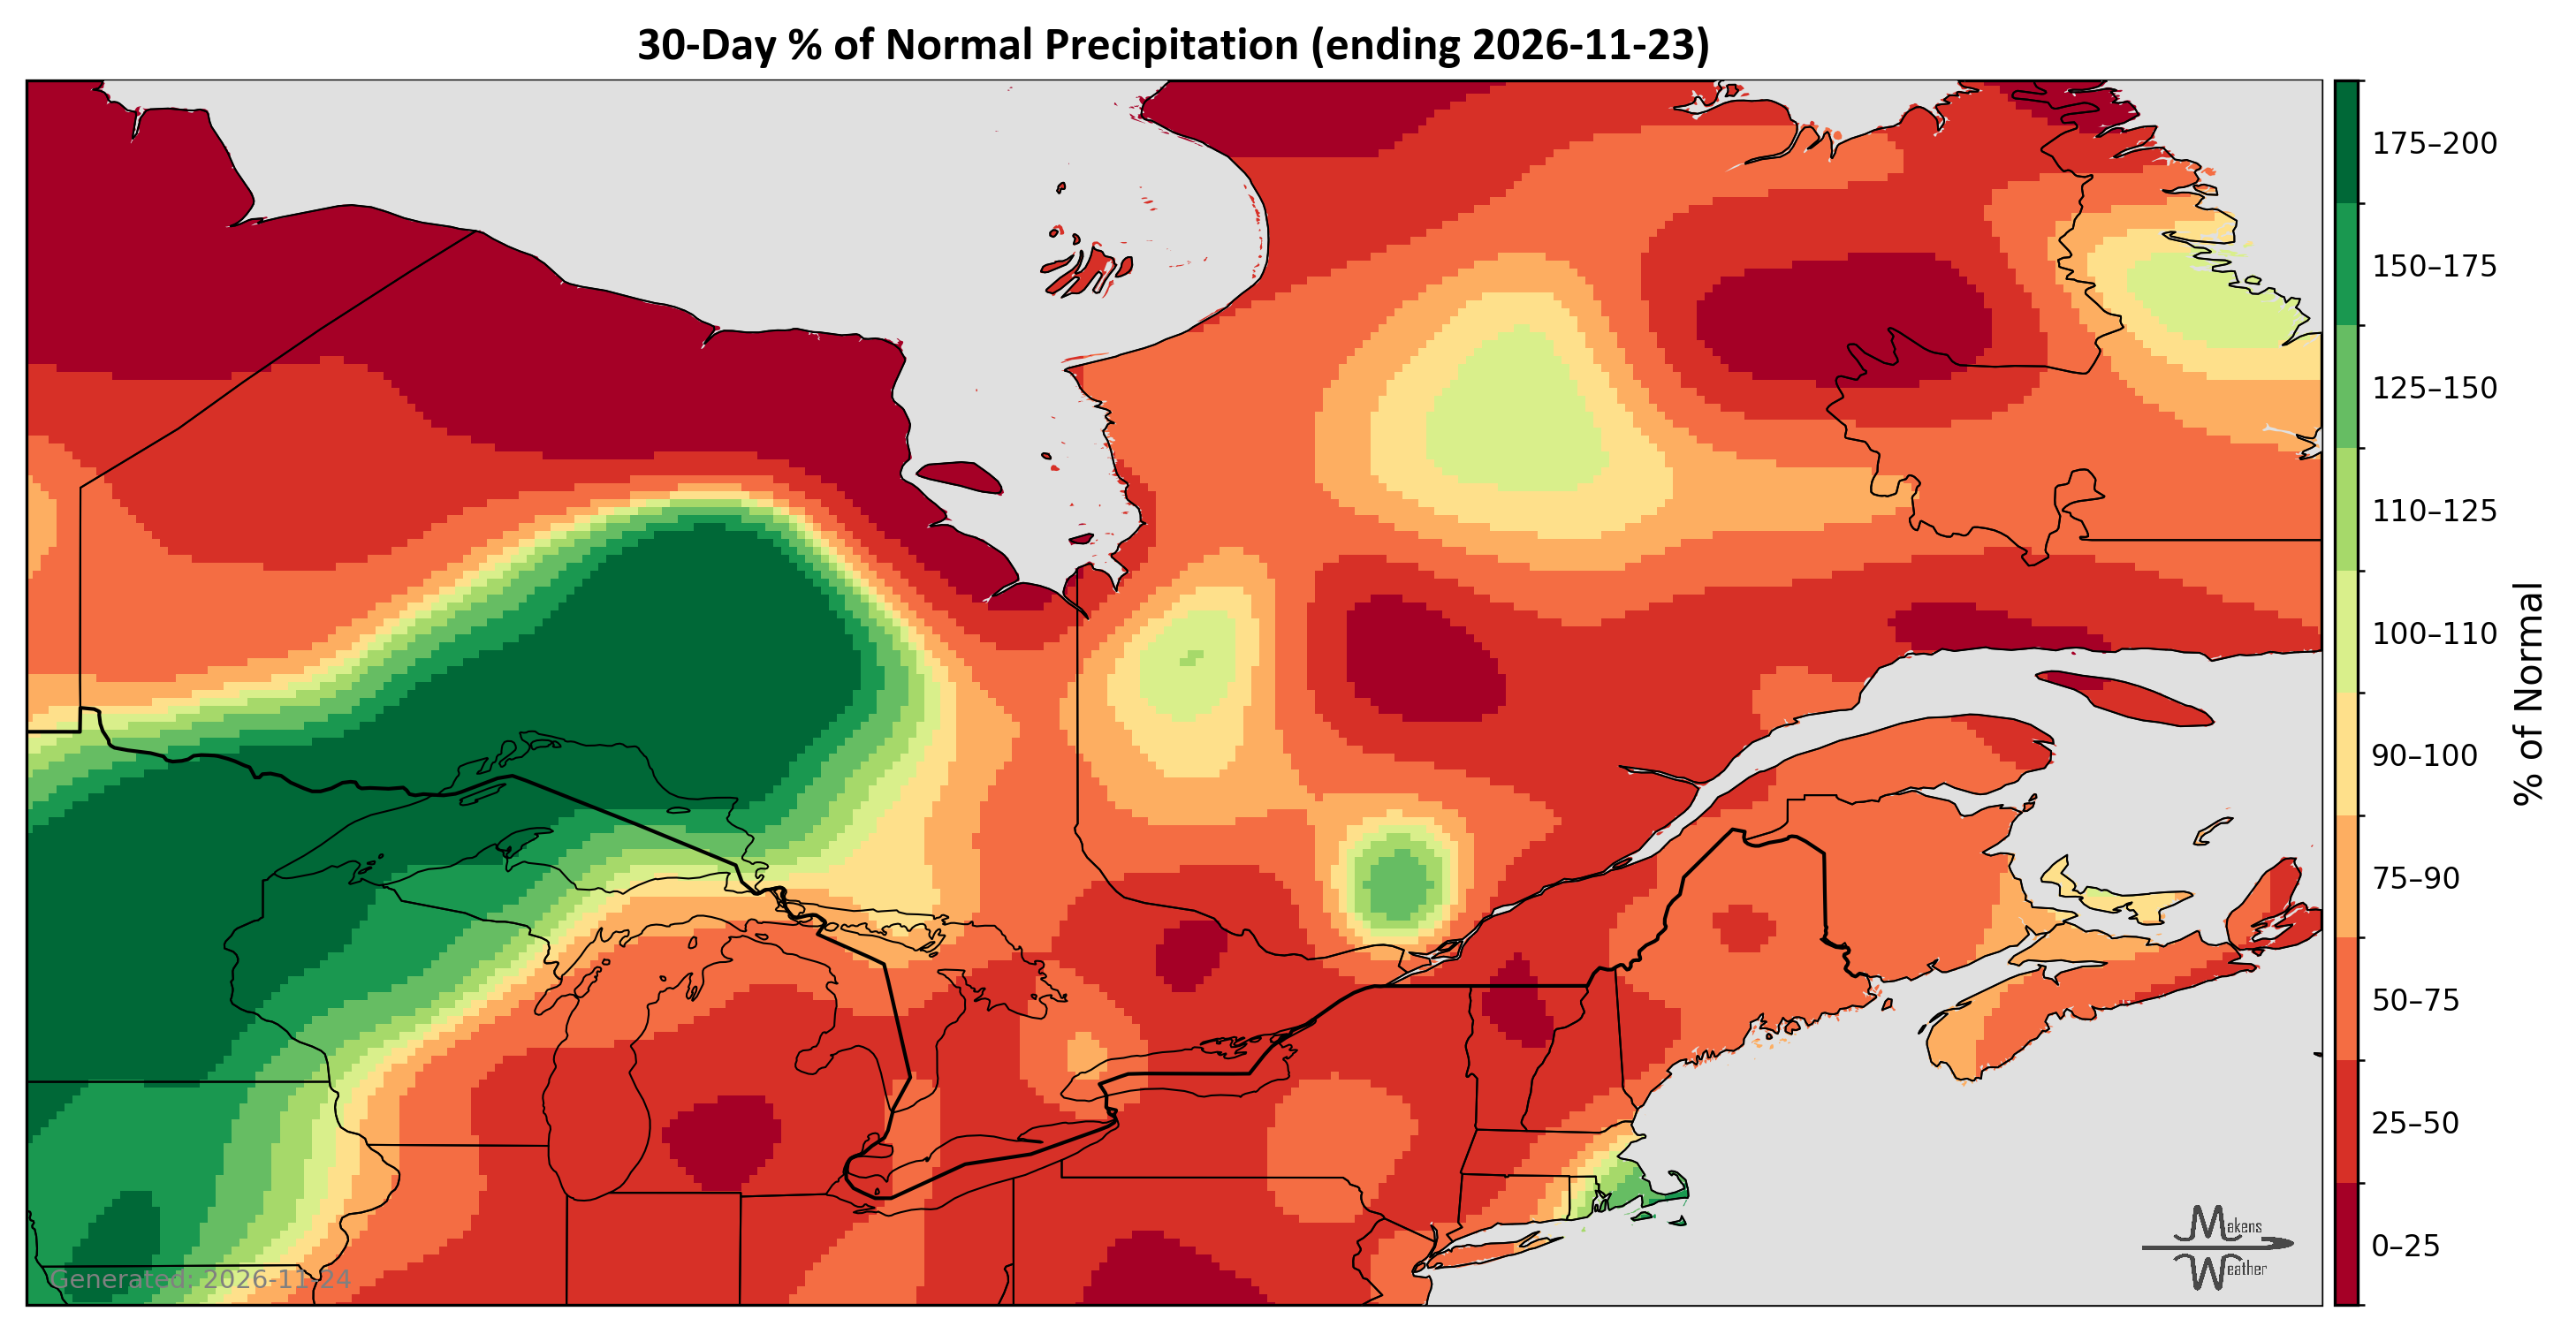 30-Day % of Normal Precipitation (ending 2026-11-23)
175–200
150–175
125–150
110–125
100–110
90–100
75–90
50–75
25–50
0–25
% of Normal
Makens
Weather
Generated: 2026-11-24